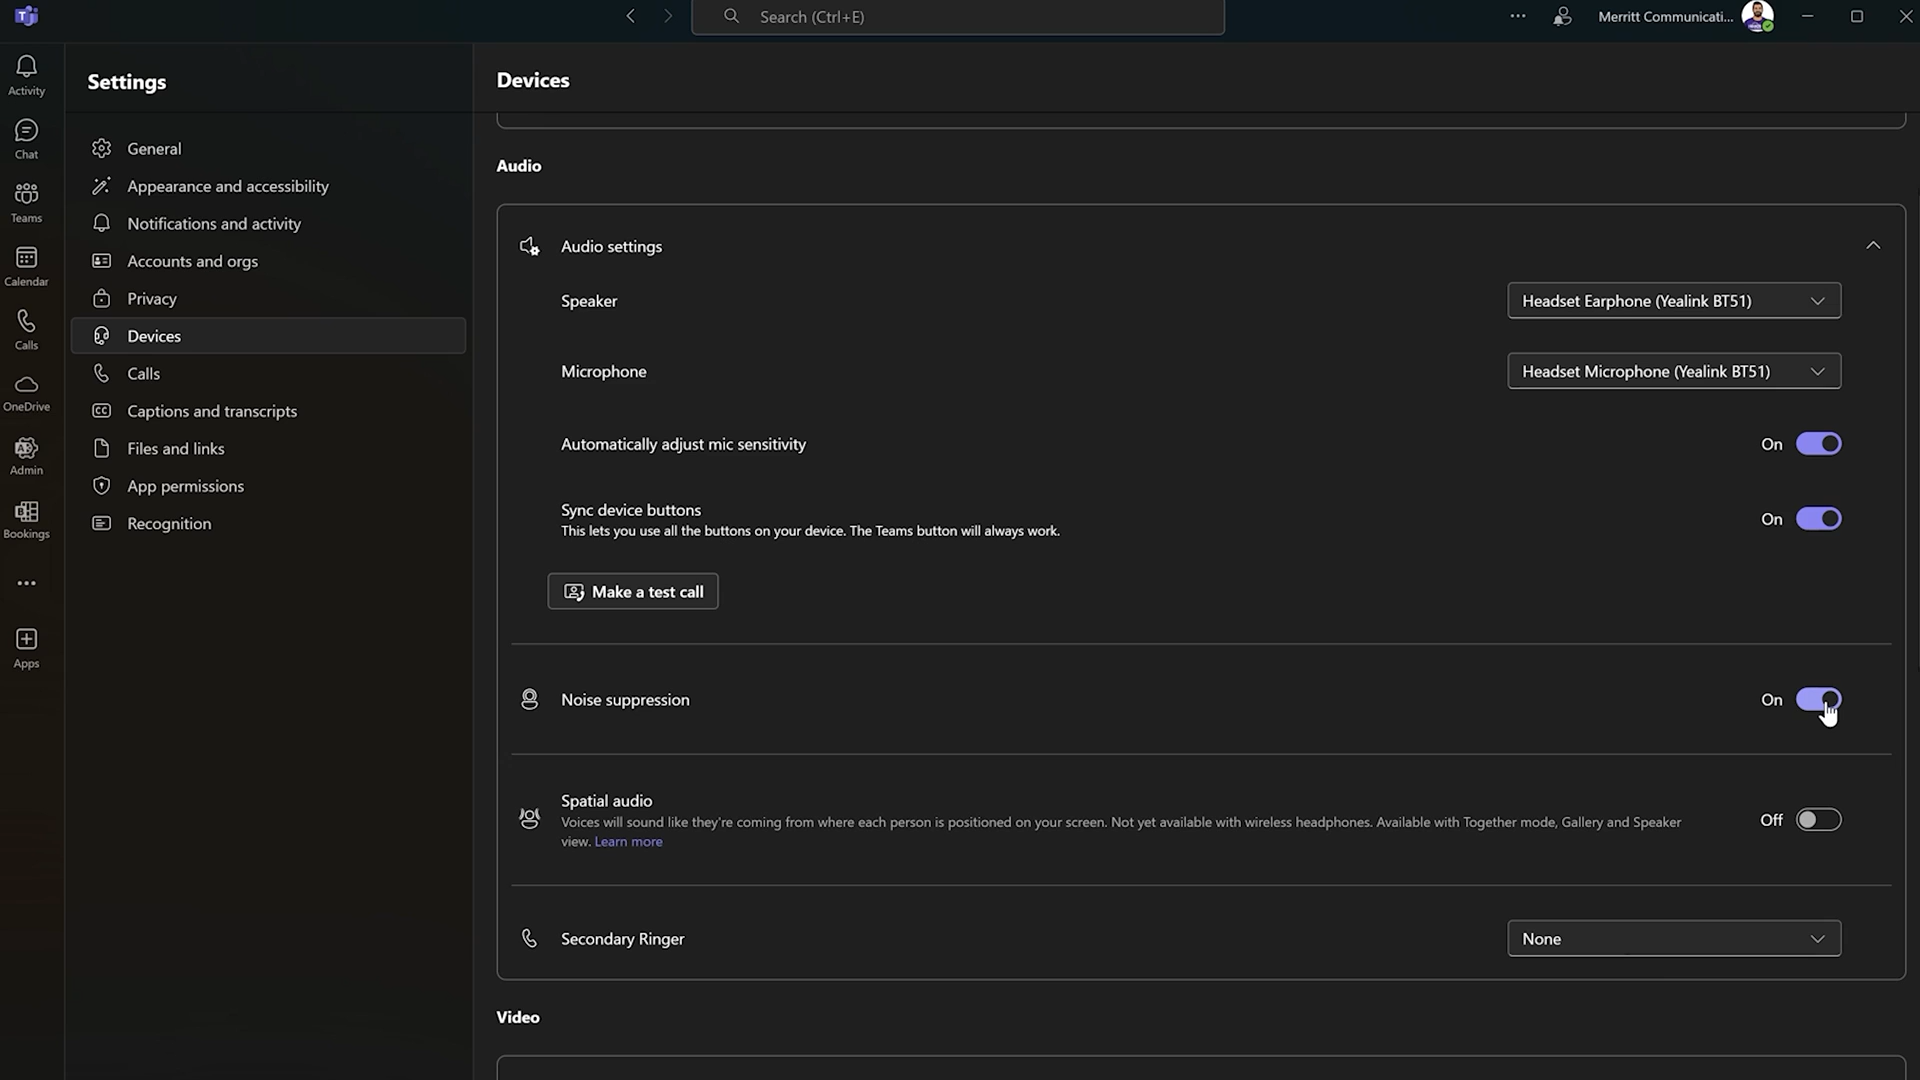 Search (Ctrl+E)
Merritt Communicati...
Activity
Chat
Teams
Calendar
Calls
OneDrive
Admin
Bookings
Apps
Settings
General
Appearance and accessibility
Notifications and activity
Accounts and orgs
Privacy
Devices
Calls
Captions and transcripts
Files and links
App permissions
Recognition
Devices
Audio
Audio settings
Speaker
Headset Earphone (Yealink BT51)
Microphone
Headset Microphone (Yealink BT51)
Automatically adjust mic sensitivity
On
Sync device buttons
This lets you use all the buttons on your device. The Teams button will always work.
On
Make a test call
Noise suppression
On
Spatial audio
Voices will sound like they're coming from where each person is positioned on your screen. Not yet available with wireless headphones. Available with Together mode, Gallery and Speaker
view. Learn more
Off
Secondary Ringer
None
Video